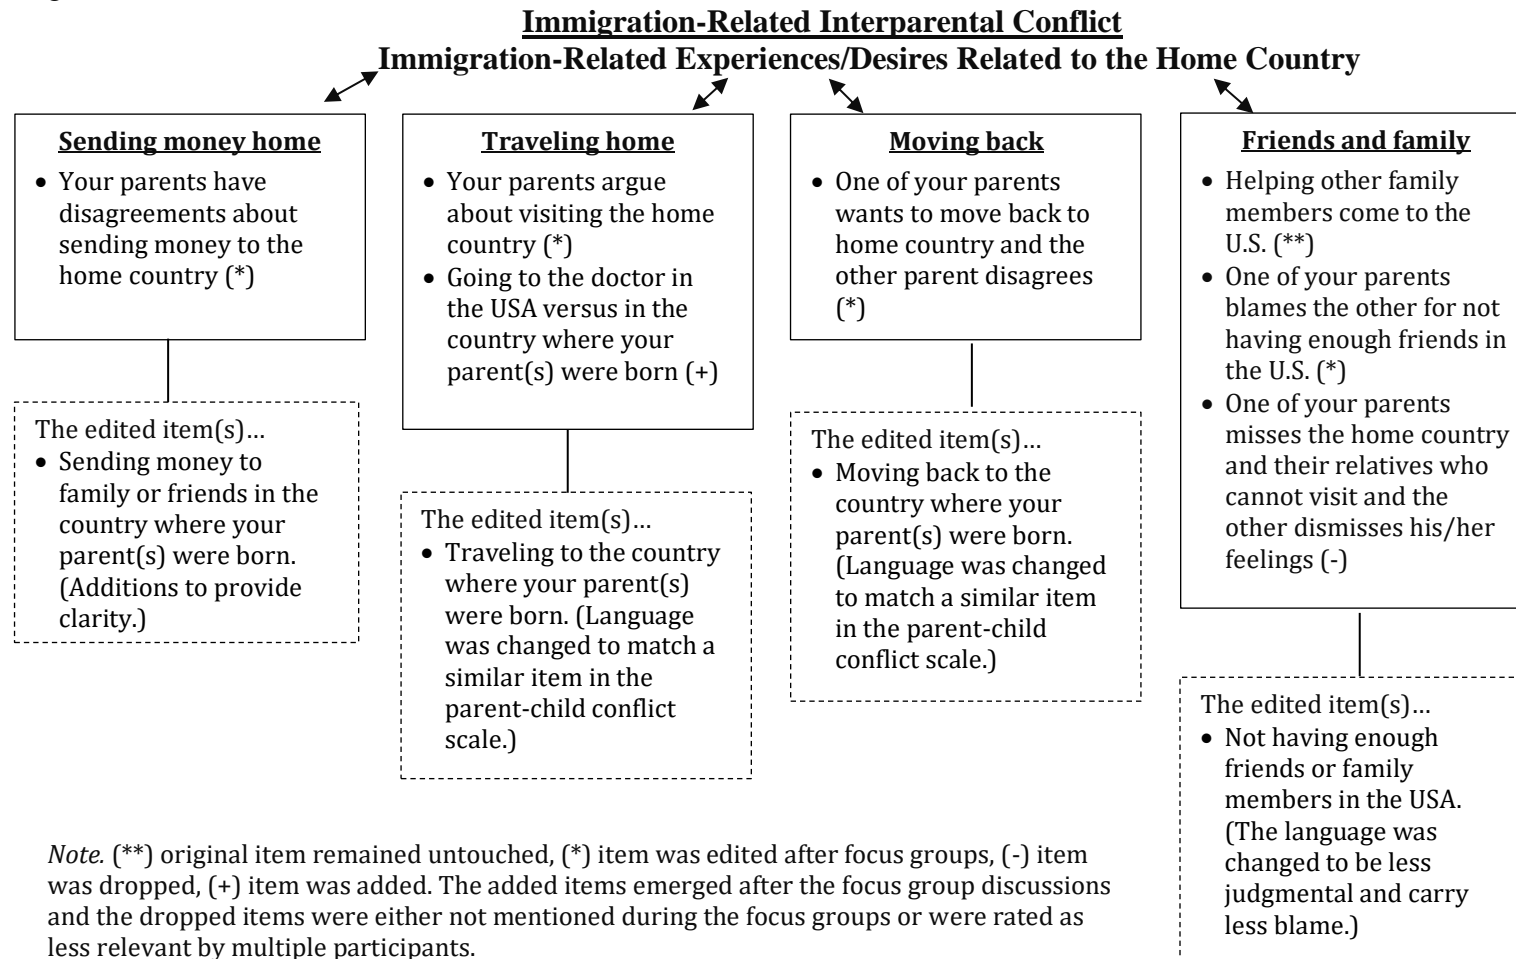 Immigration-Related Interparental Conflict
Immigration-Related Experiences/Desires Related to the Home Country
Sending money home
• Your parents have
disagreements about
sending money to the
home country (*)
The edited item(s)…
• Sending money to
family or friends in the
country where your
parent(s) were born.
(Additions to provide
clarity.)
Traveling home
• Your parents argue
about visiting the home
country (*)
• Going to the doctor in
the USA versus in the
country where your
parent(s) were born (+)
The edited item(s)…
• Traveling to the country
where your parent(s)
were born. (Language
was changed to match a
similar item in the
parent-child conflict
scale.)
Moving back
• One of your parents
wants to move back to
home country and the
other parent disagrees
(*)
The edited item(s)…
• Moving back to the
country where your
parent(s) were born.
(Language was changed
to match a similar item
in the parent-child
conflict scale.)
Friends and family
• Helping other family
members come to the
U.S. (**)
• One of your parents
blames the other for not
having enough friends in
the U.S. (*)
• One of your parents
misses the home country
and their relatives who
cannot visit and the
other dismisses his/her
feelings (-)
The edited item(s)…
• Not having enough
friends or family
members in the USA.
(The language was
changed to be less
judgmental and carry
less blame.)
Note. (**) original item remained untouched, (*) item was edited after focus groups, (-) item
was dropped, (+) item was added. The added items emerged after the focus group discussions
and the dropped items were either not mentioned during the focus groups or were rated as
less relevant by multiple participants.